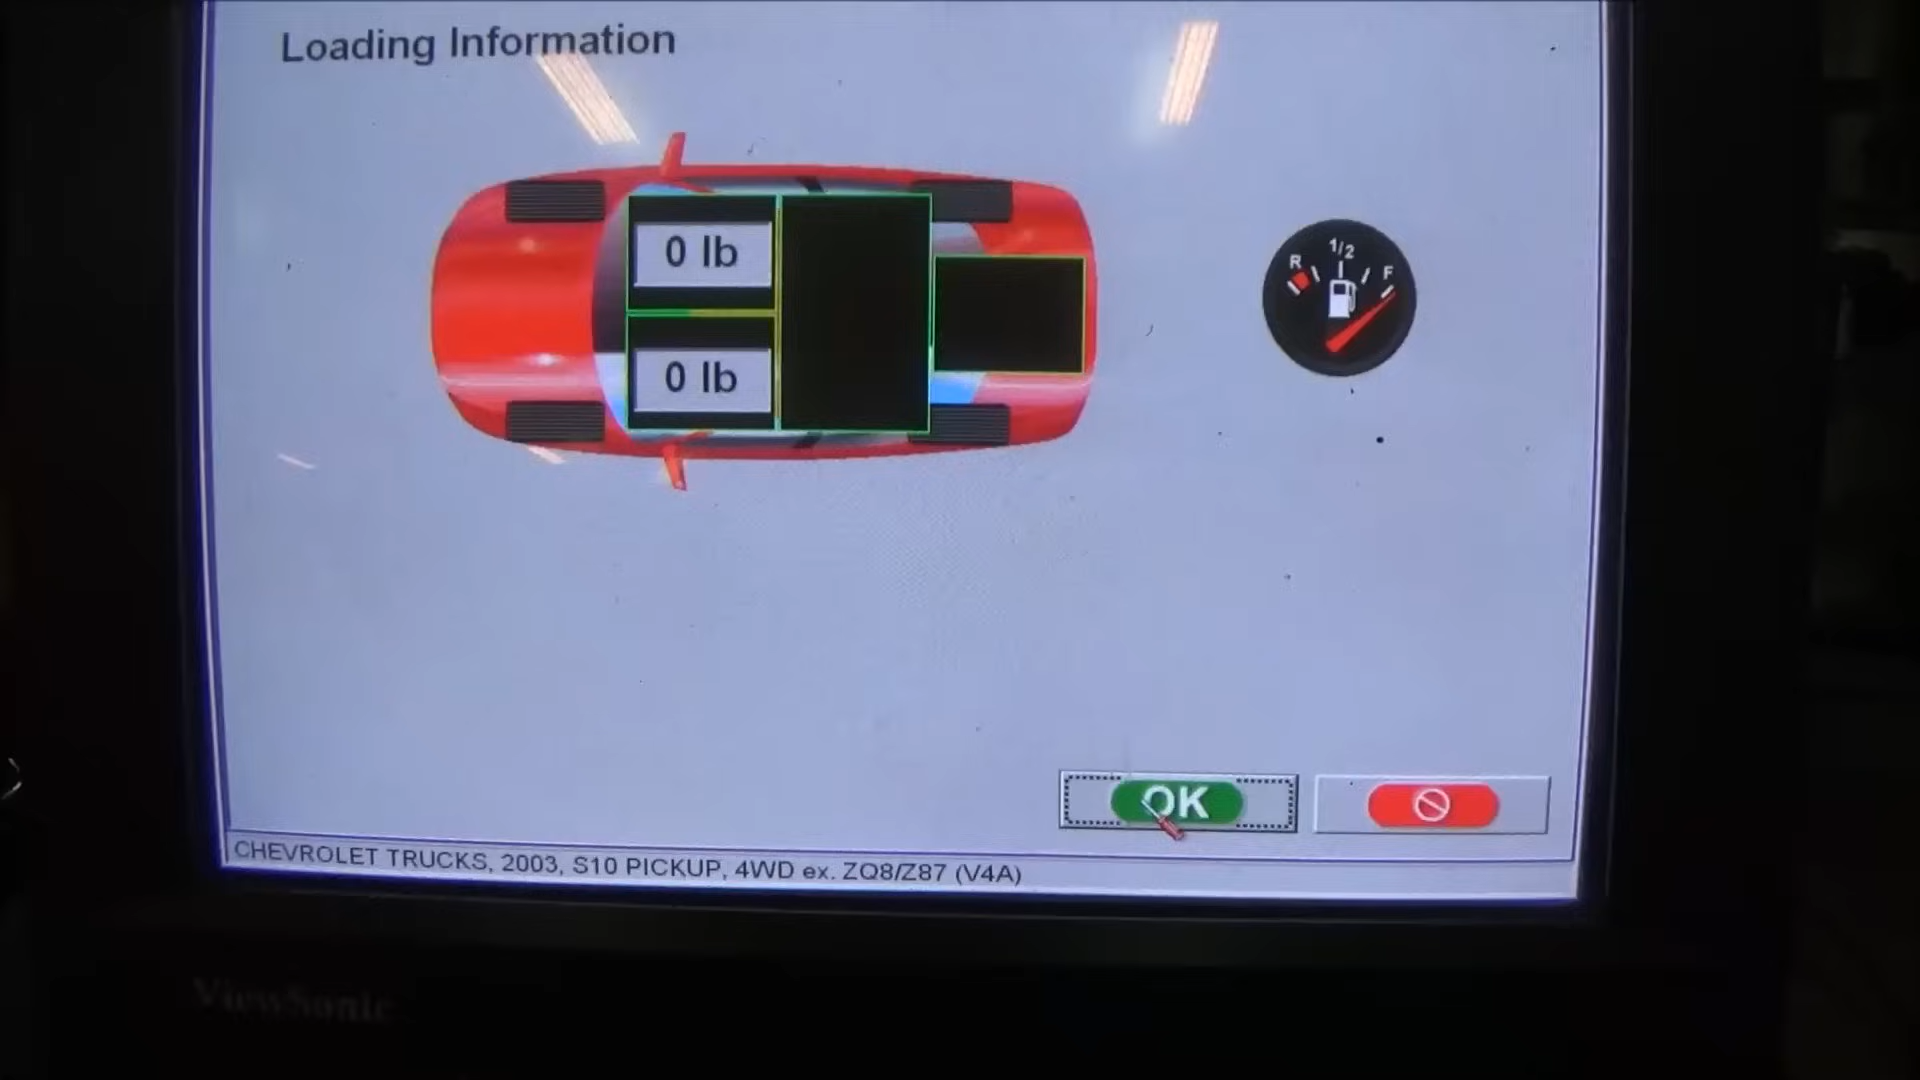 Loading Information
0 lb
0 lb
R 1/2 F
OK
CHEVROLET TRUCKS, 2003, S10 PICKUP, 4WD ex. ZQ8/Z87 (V4A)
ViewSonic